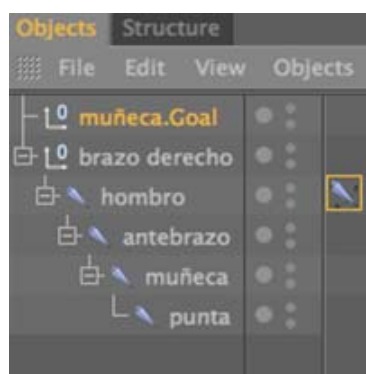 Objects Structure
File Edit View Objects
muñeca.Goal
brazo derecho
hombro
antebrazo
muñeca
punta